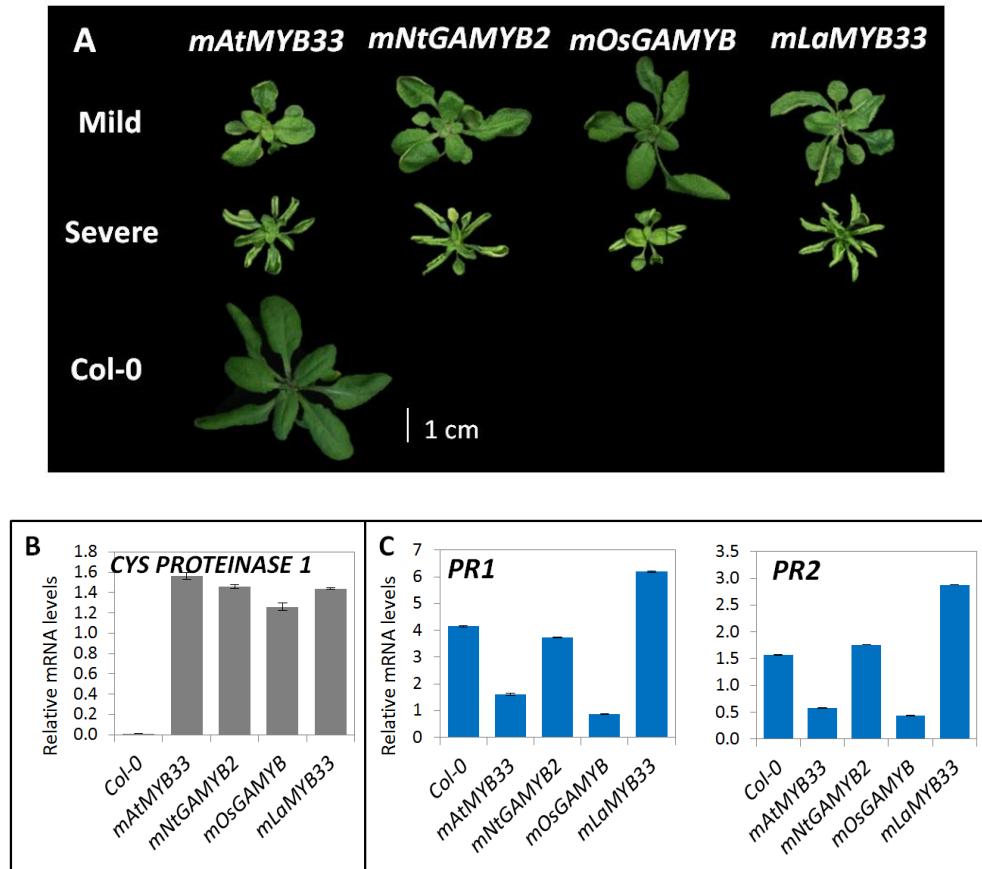 A
mAtMYB33 mNtGAMYB2 mOsGAMYB mLaMYB33
Mild
Severe
Col-0
1 cm
B
CYS PROTEINASE 1
Relative mRNA levels
1.8
1.6
1.4
1.2
1.0
0.8
0.6
0.4
0.2
0.0
Col-0
mAtMYB33
mNtGAMYB2
mOsGAMYB
mLaMYB33
C
PR1
Relative mRNA levels
7
6
5
4
3
2
1
0
Col-0
mAtMYB33
mNtGAMYB2
mOsGAMYB
mLaMYB33
PR2
3.5
3.0
2.5
2.0
1.5
1.0
0.5
0.0
Col-0
mAtMYB33
mNtGAMYB2
mOsGAMYB
mLaMYB33